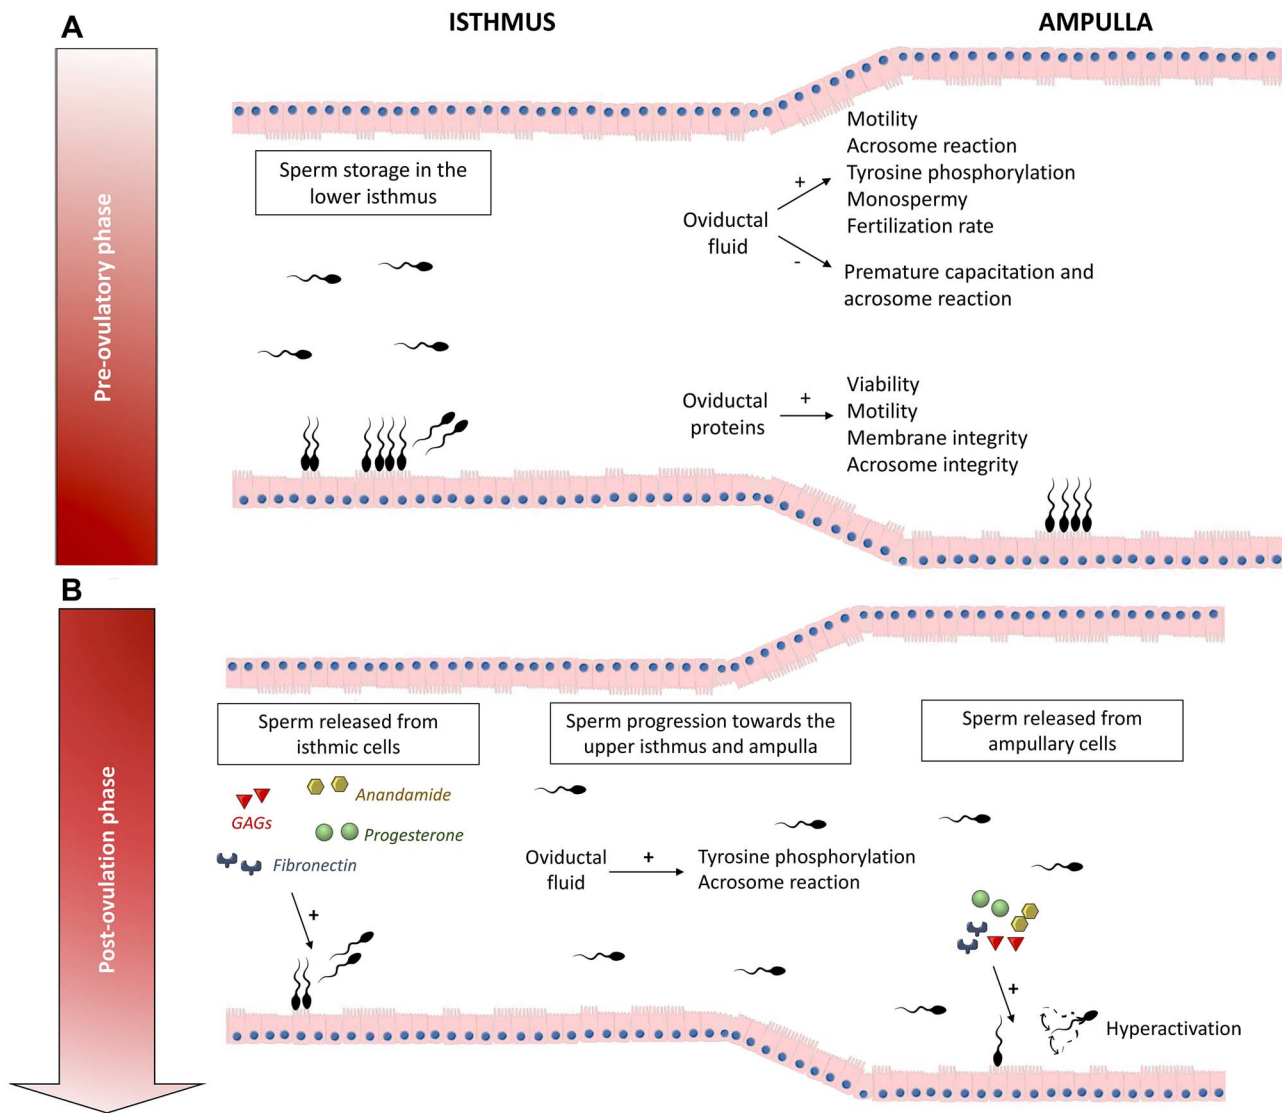 A
ISTHMUS
AMPULLA
Pre-ovulatory phase
Sperm storage in the
lower isthmus
Oviductal
fluid
+
-
Motility
Acrosome reaction
Tyrosine phosphorylation
Monospermy
Fertilization rate
Premature capacitation and
acrosome reaction
Oviductal
proteins
+
Viability
Motility
Membrane integrity
Acrosome integrity
B
Post-ovulation phase
Sperm released from
isthmic cells
Anandamide
GAGs
Progesterone
Fibronectin
+
Sperm progression towards the
upper isthmus and ampulla
Oviductal
fluid
+
Tyrosine phosphorylation
Acrosome reaction
Sperm released from
ampullary cells
+
Hyperactivation